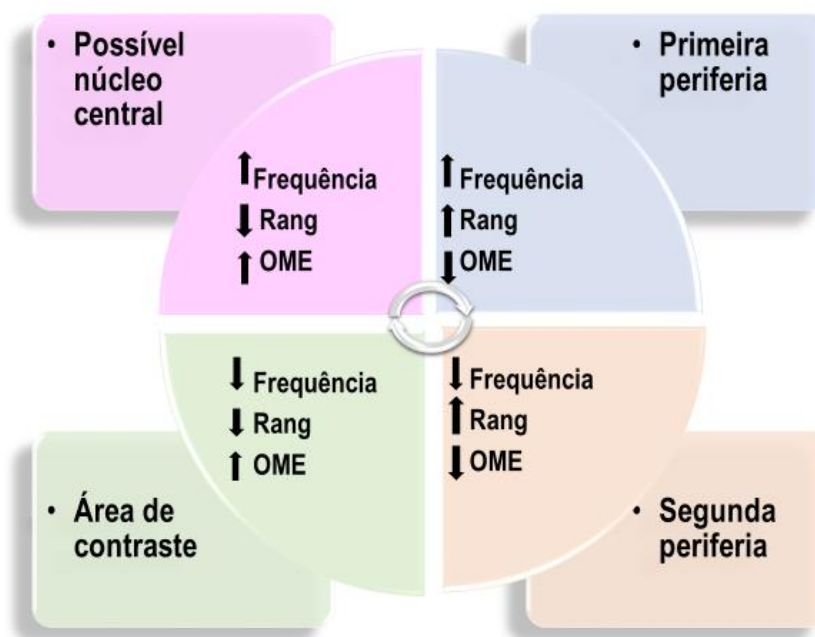 • Possível
núcleo
central
• Primeira
periferia
↑ Frequência
↓ Rang
↑ OME
↑ Frequência
↑ Rang
↓ OME
↓ Frequência
↓ Rang
↑ OME
↓ Frequência
↑ Rang
↓ OME
• Área de
contraste
• Segunda
periferia